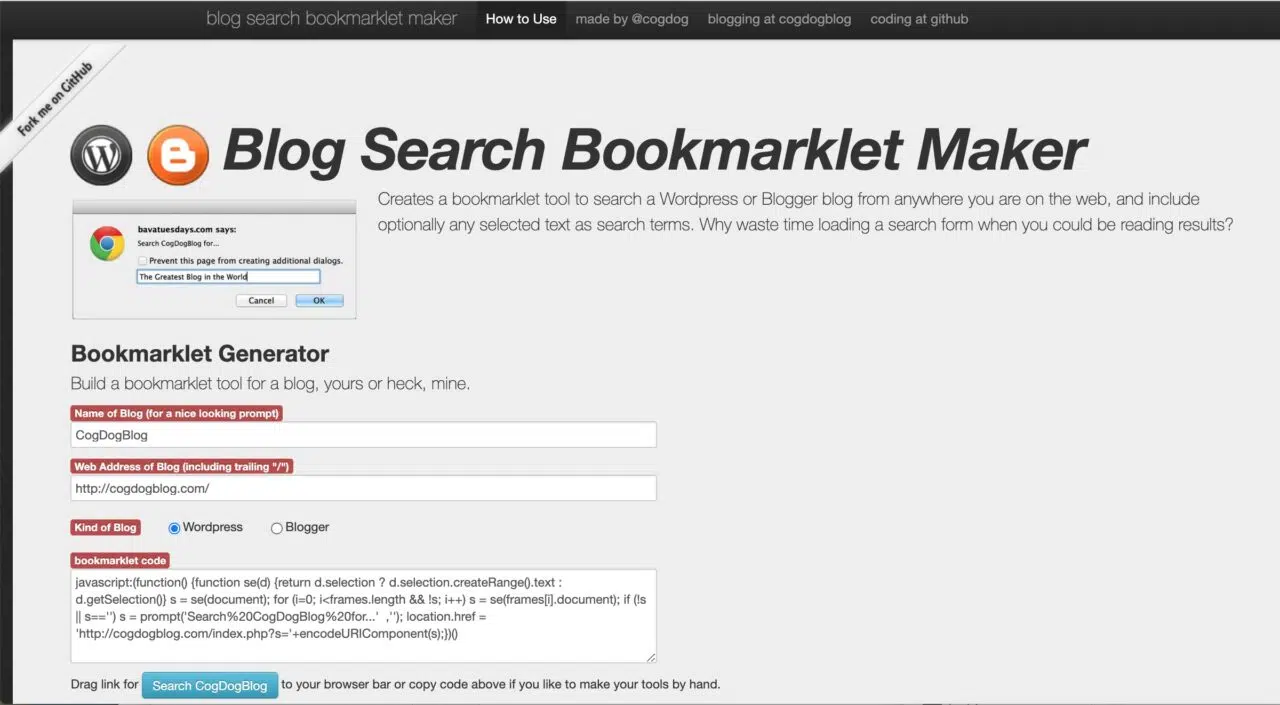 blog search bookmarklet maker How to Use made by @cogdog blogging at cogdogblog coding at github
Fork me on GitHub
Blog Search Bookmarklet Maker
Creates a bookmarklet tool to search a Wordpress or Blogger blog from anywhere you are on the web, and include
optionally any selected text as search terms. Why waste time loading a search form when you could be reading results?
bavatuesdays.com says:
Search CogDogBlog for...
Prevent this page from creating additional dialogs.
The Greatest Blog in the World
Cancel OK
Bookmarklet Generator
Build a bookmarklet tool for a blog, yours or heck, mine.
Name of Blog (for a nice looking prompt)
CogDogBlog
Web Address of Blog (including trailing "/")
http://cogdogblog.com/
Kind of Blog Wordpress Blogger
bookmarklet code
javascript:(function() {function se(d) {return d.selection ? d.selection.createRange().text :
d.getSelection()} s = se(document); for (i=0; i<frames.length && !s; i++) s = se(frames[i].document); if (!s
|| s=='') s = prompt('Search%20CogDogBlog%20for...' ,''); location.href =
'http://cogdogblog.com/index.php?s='+encodeURIComponent(s);})()
Drag link for Search CogDogBlog to your browser bar or copy code above if you like to make your tools by hand.